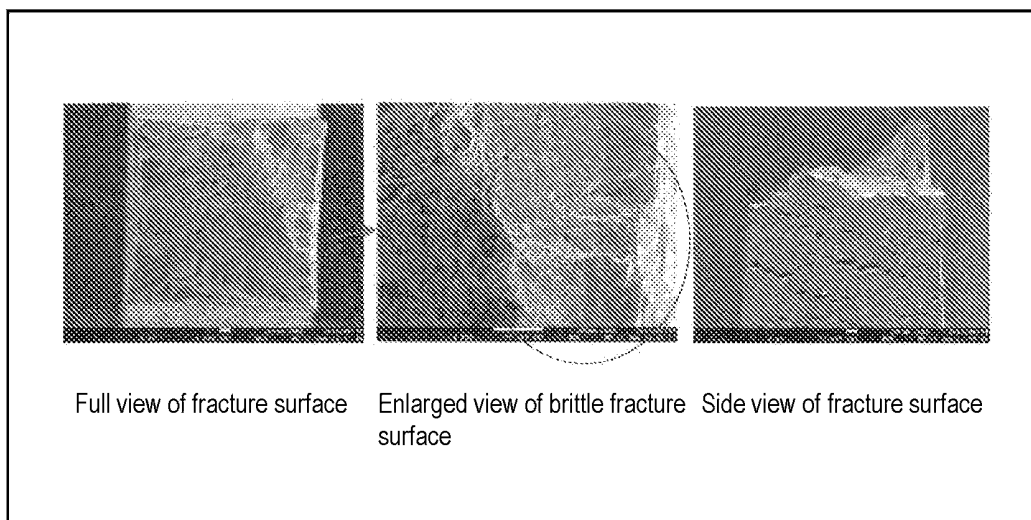 Full view of fracture surface
Enlarged view of brittle fracture
surface
Side view of fracture surface